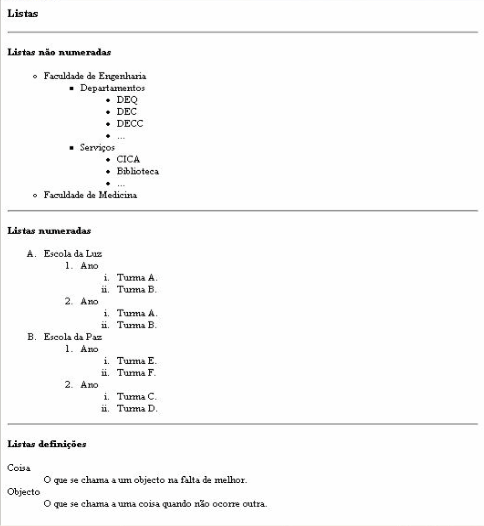 Listas
Listas não numeradas
Faculdade de Engenharia
Departamentos
DEQ
DEC
DECC
...
Serviços
CICA
Biblioteca
...
Faculdade de Medicina
Listas numeradas
A. Escola da Luz
1. Ano
i. Turma A.
ii. Turma B.
2. Ano
i. Turma A.
ii. Turma B.
B. Escola da Paz
1. Ano
i. Turma E.
ii. Turma F.
2. Ano
i. Turma C.
ii. Turma D.
Listas definições
Coisa
O que se chama a um objecto na falta de melhor.
Objecto
O que se chama a uma coisa quando não ocorre outra.